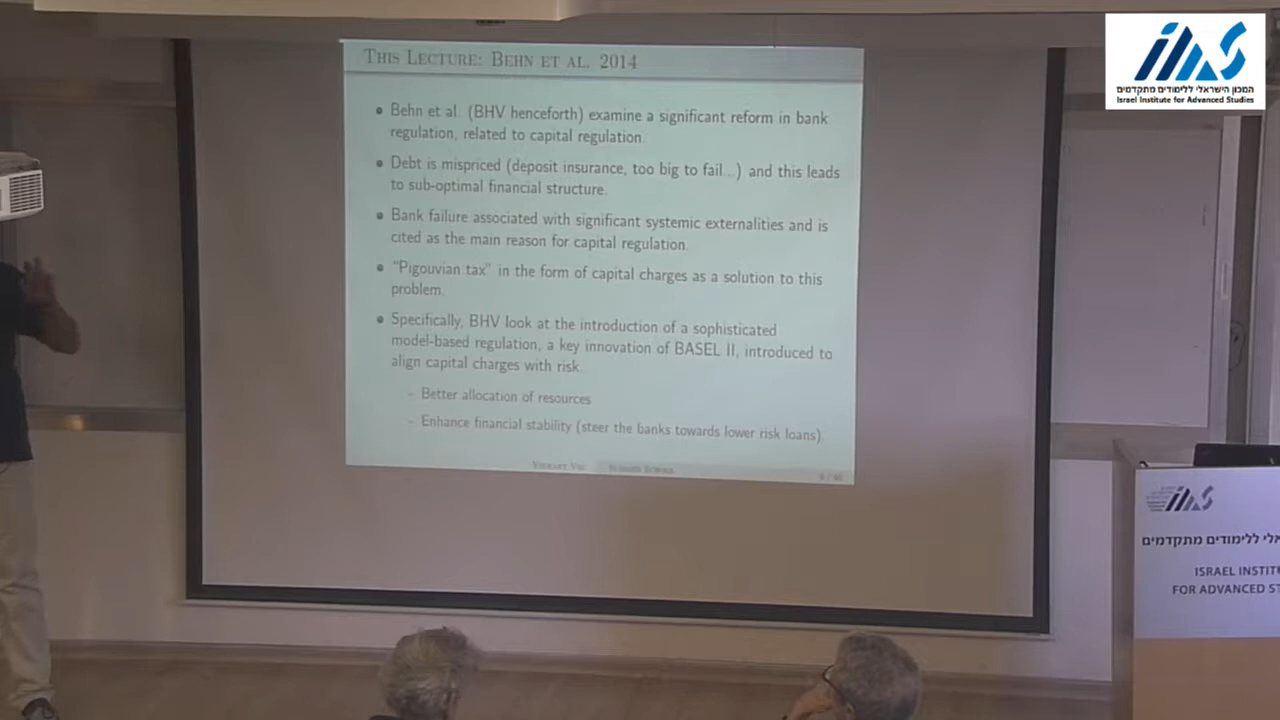 THIS LECTURE: BEHN ET AL. 2014
• Behn et al. (BHV henceforth) examine a significant reform in bank
regulation, related to capital regulation.
• Debt is mispriced (deposit insurance, too big to fail...) and this leads
to sub-optimal financial structure.
• Bank failure associated with significant systemic externalities and is
cited as the main reason for capital regulation.
• "Pigouvian tax" in the form of capital charges as a solution to this
problem.
• Specifically, BHV look at the introduction of a sophisticated
model-based regulation, a key innovation of BASEL II, introduced to
align capital charges with risk.
– Better allocation of resources
– Enhance financial stability (steer the banks towards lower risk loans).
המכון הישראלי ללימודים מתקדמים
Israel Institute for Advanced Studies
לי ללימודים מתקדמים
ISRAEL INSTIT
FOR ADVANCED ST